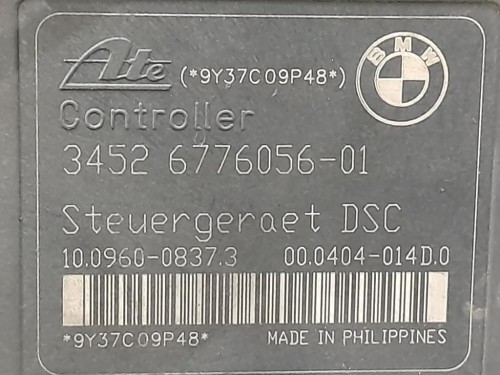 Ate (*9Y37C09P48*) BMW
Controller
3452 6776056-01
Steuergeraet DSC
10.0960-0837.3 00.0404-014D.0
*9Y37C09P48* MADE IN PHILIPPINES